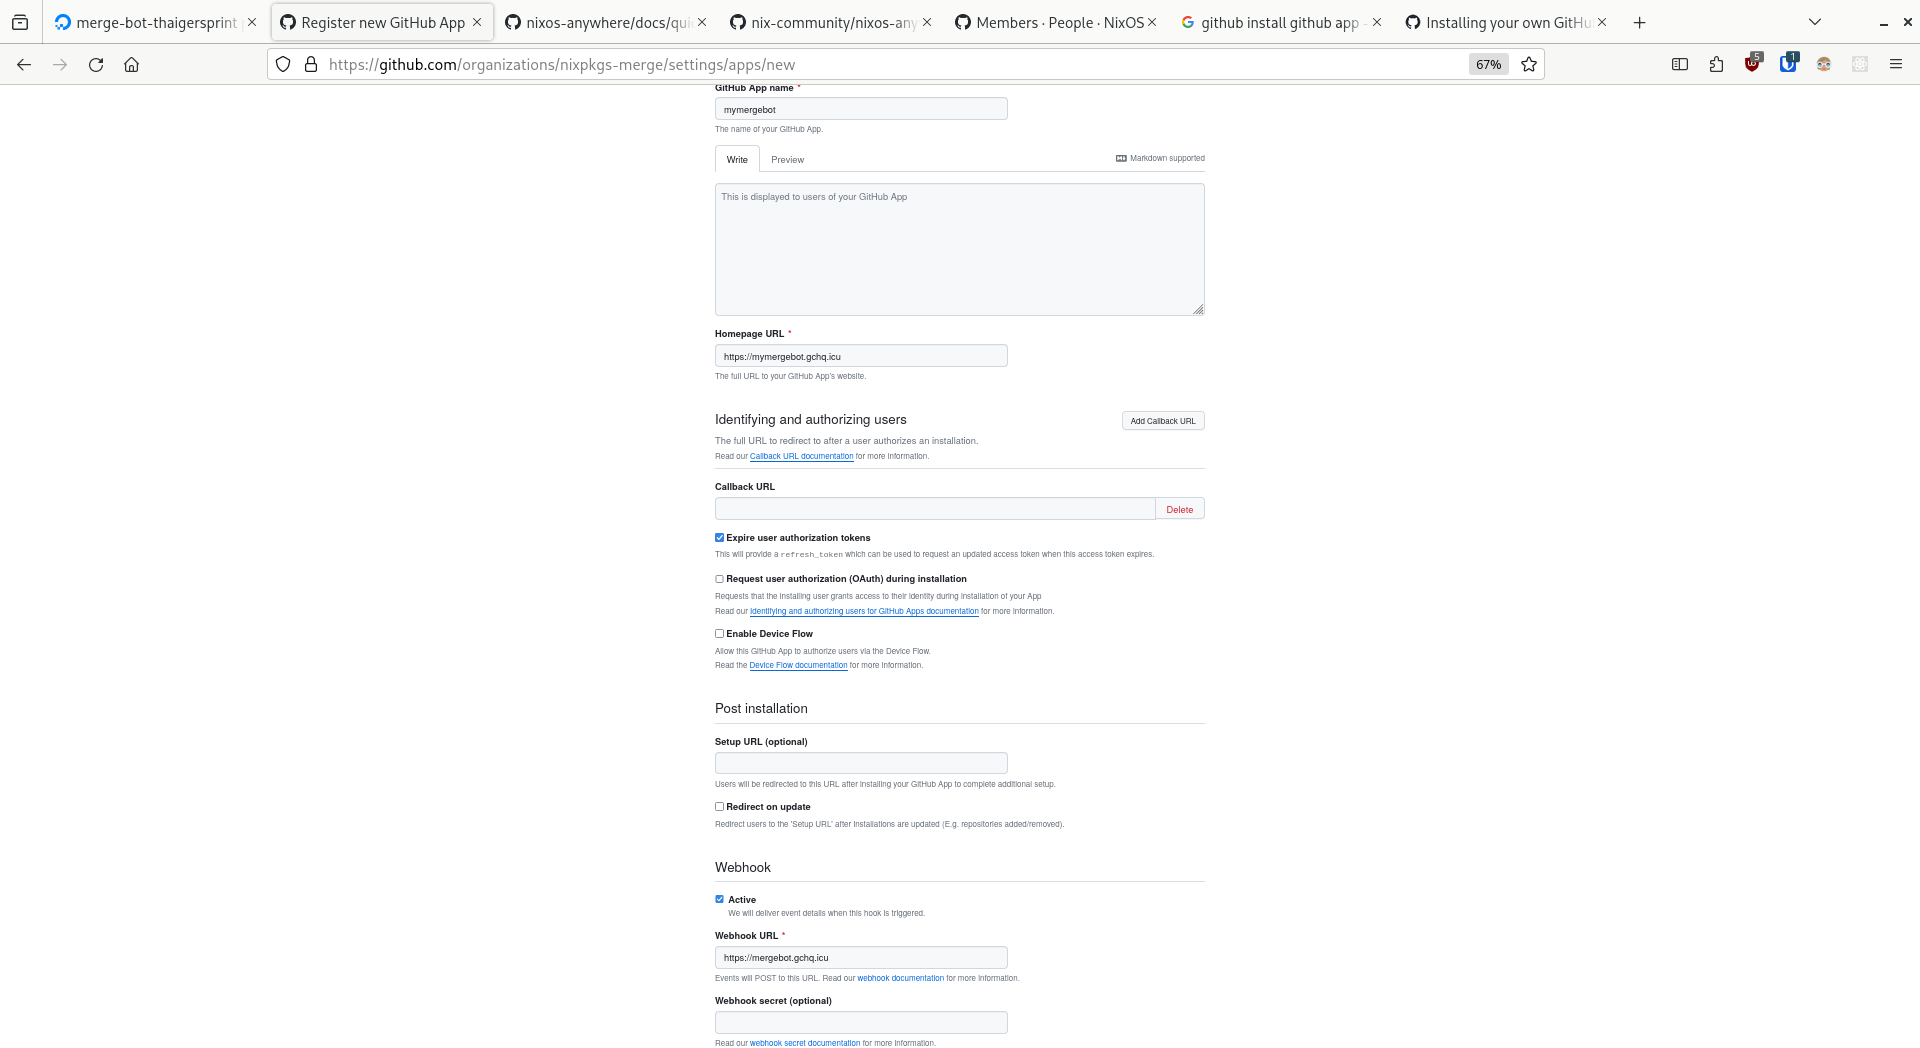 merge-bot-thaigersprint
Register new GitHub App
nixos-anywhere/docs/qui
nix-community/nixos-any
Members · People · NixOS
github install github app -
Installing your own GitHu
https://github.com/organizations/nixpkgs-merge/settings/apps/new
67%
5
1
GitHub App name *
mymergebot
The name of your GitHub App.
Write
Preview
Markdown supported
This is displayed to users of your GitHub App
Homepage URL *
https://mymergebot.gchq.icu
The full URL to your GitHub App's website.
Identifying and authorizing users
Add Callback URL
The full URL to redirect to after a user authorizes an installation.
Read our Callback URL documentation for more information.
Callback URL
Delete
Expire user authorization tokens
This will provide a refresh_token which can be used to request an updated access token when this access token expires.
Request user authorization (OAuth) during installation
Requests that the installing user grants access to their identity during installation of your App
Read our Identifying and authorizing users for GitHub Apps documentation for more information.
Enable Device Flow
Allow this GitHub App to authorize users via the Device Flow.
Read the Device Flow documentation for more information.
Post installation
Setup URL (optional)
Users will be redirected to this URL after installing your GitHub App to complete additional setup.
Redirect on update
Redirect users to the 'Setup URL' after installations are updated (E.g. repositories added/removed).
Webhook
Active
We will deliver event details when this hook is triggered.
Webhook URL *
https://mergebot.gchq.icu
Events will POST to this URL. Read our webhook documentation for more information.
Webhook secret (optional)
Read our webhook secret documentation for more information.